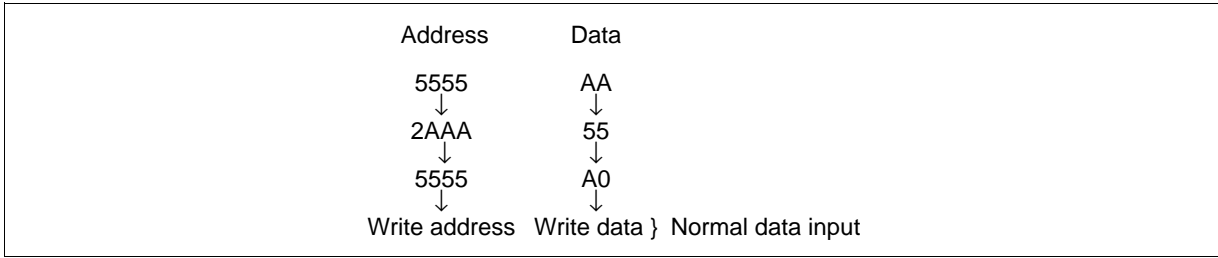 Address Data
5555 AA
↓ ↓
2AAA 55
↓ ↓
5555 A0
↓ ↓
Write address Write data } Normal data input